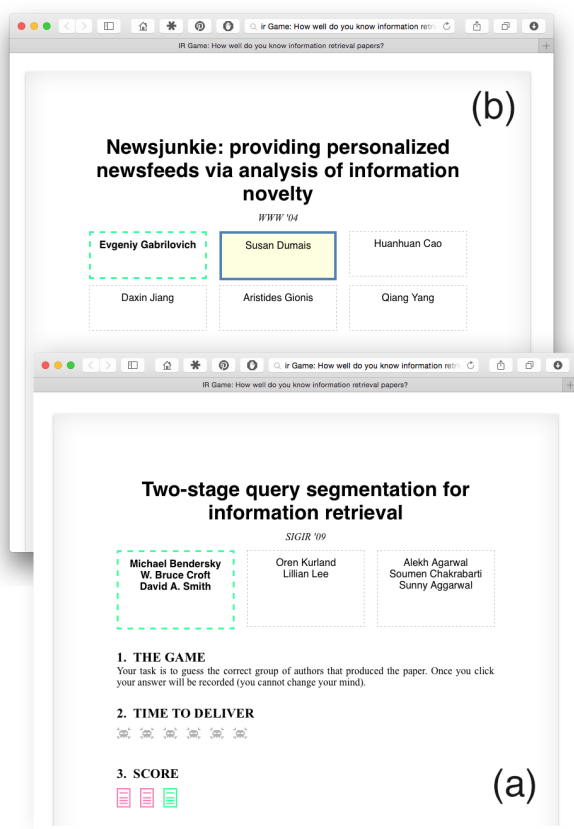 ir Game: How well do you know information retr
IR Game: How well do you know information retrieval papers?
(b)
Newsjunkie: providing personalized
newsfeeds via analysis of information
novelty
WWW '04
Evgeniy Gabrilovich
Susan Dumais
Huanhuan Cao
Daxin Jiang
Aristides Gionis
Qiang Yang
ir Game: How well do you know information retr
IR Game: How well do you know information retrieval papers?
Two-stage query segmentation for
information retrieval
SIGIR '09
Michael Bendersky
W. Bruce Croft
David A. Smith
Oren Kurland
Lillian Lee
Alekh Agarwal
Soumen Chakrabarti
Sunny Aggarwal
1. THE GAME
Your task is to guess the correct group of authors that produced the paper. Once you click
your answer will be recorded (you cannot change your mind).
2. TIME TO DELIVER
3. SCORE
(a)